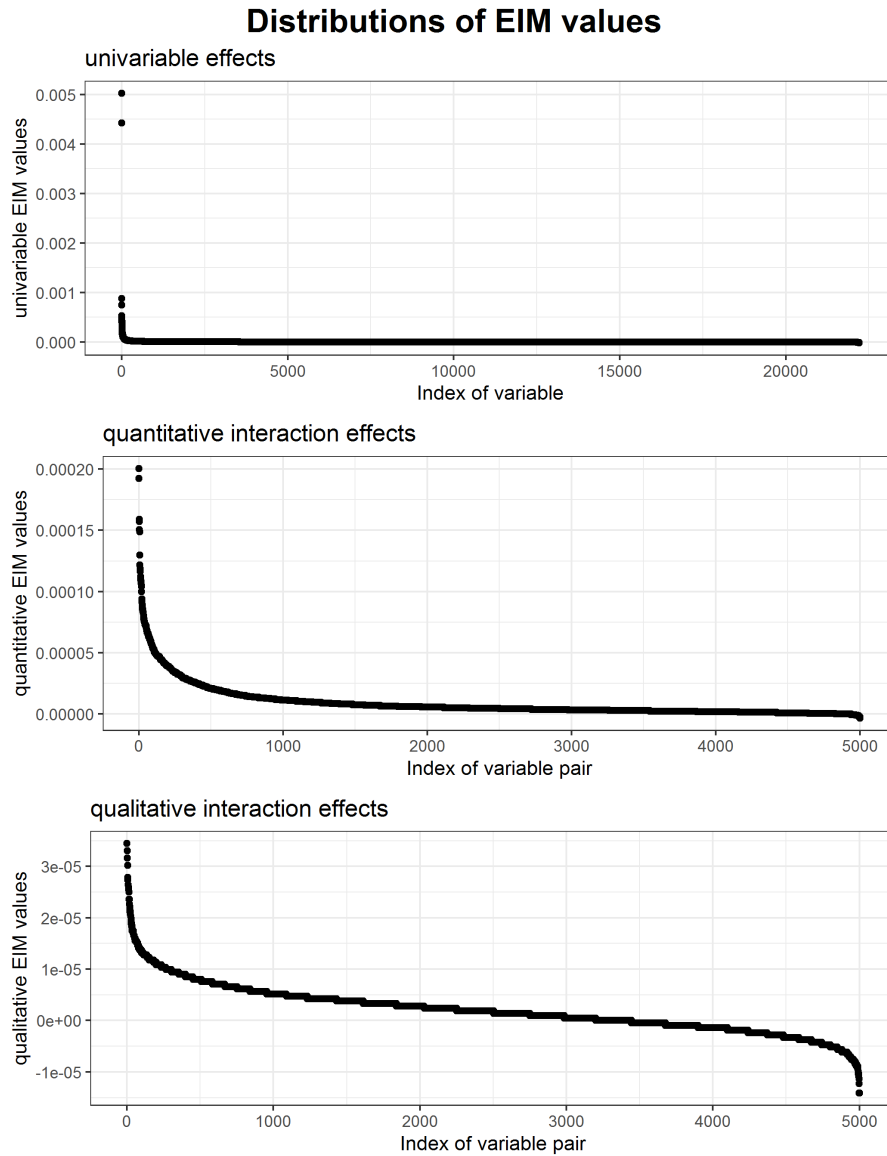 Distributions of EIM values
univariable effects
univariable EIM values
0.005
0.004
0.003
0.002
0.001
0.000
0 5000 10000 15000 20000
Index of variable
quantitative interaction effects
quantitative EIM values
0.00020
0.00015
0.00010
0.00005
0.00000
0 1000 2000 3000 4000 5000
Index of variable pair
qualitative interaction effects
qualitative EIM values
3e-05
2e-05
1e-05
0e+00
-1e-05
0 1000 2000 3000 4000 5000
Index of variable pair